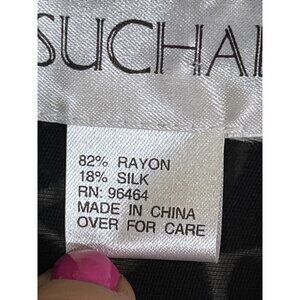 SUCHA
82% RAYON
18% SILK
RN: 96464
MADE IN CHINA
OVER FOR CARE